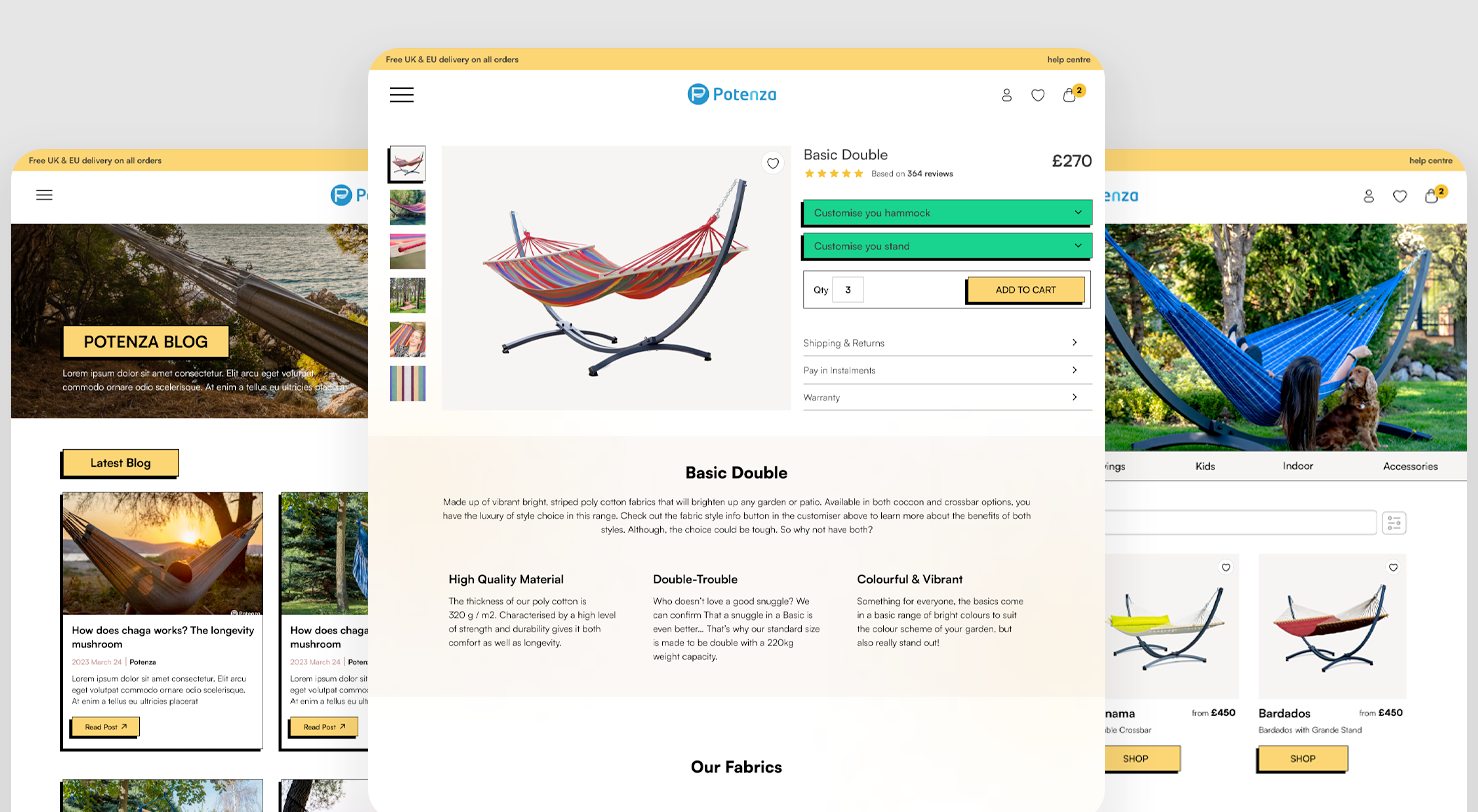 Free UK & EU delivery on all orders
help centre
Potenza
2
Basic Double
£270
Based on 364 reviews
Customise you hammock
Customise you stand
Qty
3
ADD TO CART
Shipping & Returns
Pay in Instalments
Warranty
Basic Double
Made up of vibrant bright, striped poly cotton fabrics that will brighten up any garden or patio. Available in both cocoon and crossbar options, you
have the luxury of style choice in this range. Check out the fabric style info button in the customiser above to learn more about the benefits of both
styles. Although, the choice could be tough. So why not have both?
High Quality Material
The thickness of our poly cotton is
320 g / m2. Characterised by a high level
of strength and durability gives it both
comfort as well as longevity.
Double-Trouble
Who doesn't love a good snuggle? We
can confirm That a snuggle in a Basic is
even better... That's why our standard size
is made to be double with a 220kg
weight capacity.
Colourful & Vibrant
Something for everyone, the basics come
in a basic range of bright colours to suit
the colour scheme of your garden, but
also really stand out!
Our Fabrics
Free UK & EU delivery on all orders
P
POTENZA BLOG
Lorem ipsum dolor sit amet consectetur. Elit arcu eget volutpat
commodo ornare odio scelerisque. At enim a tellus eu ultricies placerat
Latest Blog
Potenza
How does chaga works? The longevity
mushroom
2023 March 24 | Potenza
Lorem ipsum dolor sit amet consectetur. Elit arcu
eget volutpat commodo ornare odio scelerisque.
At enim a tellus eu ultricies placerat
Read Post
How does chaga
mushroom
2023 March 24 | Poten
Lorem ipsum dolor sit
eget volutpat commo
At enim a tellus eu ult
Read Post
help centre
enza
2
ings
Kids
Indoor
Accessories
nama
from £450
ble Crossbar
SHOP
Bardados
from £450
Bardados with Grande Stand
SHOP